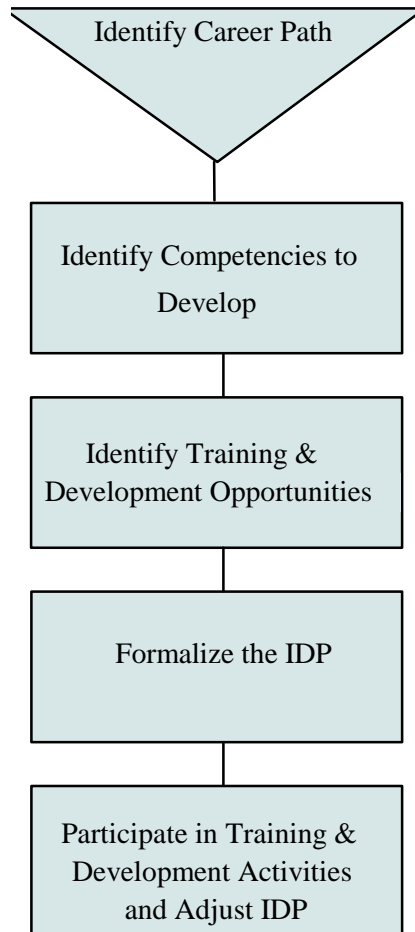 Identify Career Path
Identify Competencies to
Develop
Identify Training &
Development Opportunities
Formalize the IDP
Participate in Training &
Development Activities
and Adjust IDP